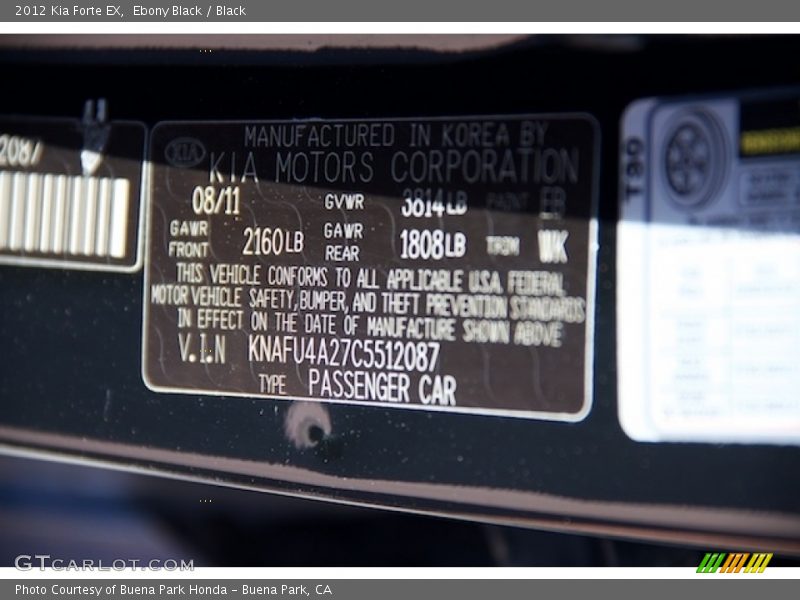 2012 Kia Forte EX, Ebony Black / Black
2087
KIA
MANUFACTURED IN KOREA BY
KIA MOTORS CORPORATION
08/11 GVWR 3814LB PAINT EB
GAWR FRONT 2160LB GAWR REAR 1808LB TRIM WK
THIS VEHICLE CONFORMS TO ALL APPLICABLE U.S.A. FEDERAL
MOTOR VEHICLE SAFETY, BUMPER, AND THEFT PREVENTION STANDARDS
IN EFFECT ON THE DATE OF MANUFACTURE SHOWN ABOVE
V.I.N KNAFU4A27C5512087
TYPE PASSENGER CAR
T80
GTCARLOT.COM
Photo Courtesy of Buena Park Honda - Buena Park, CA